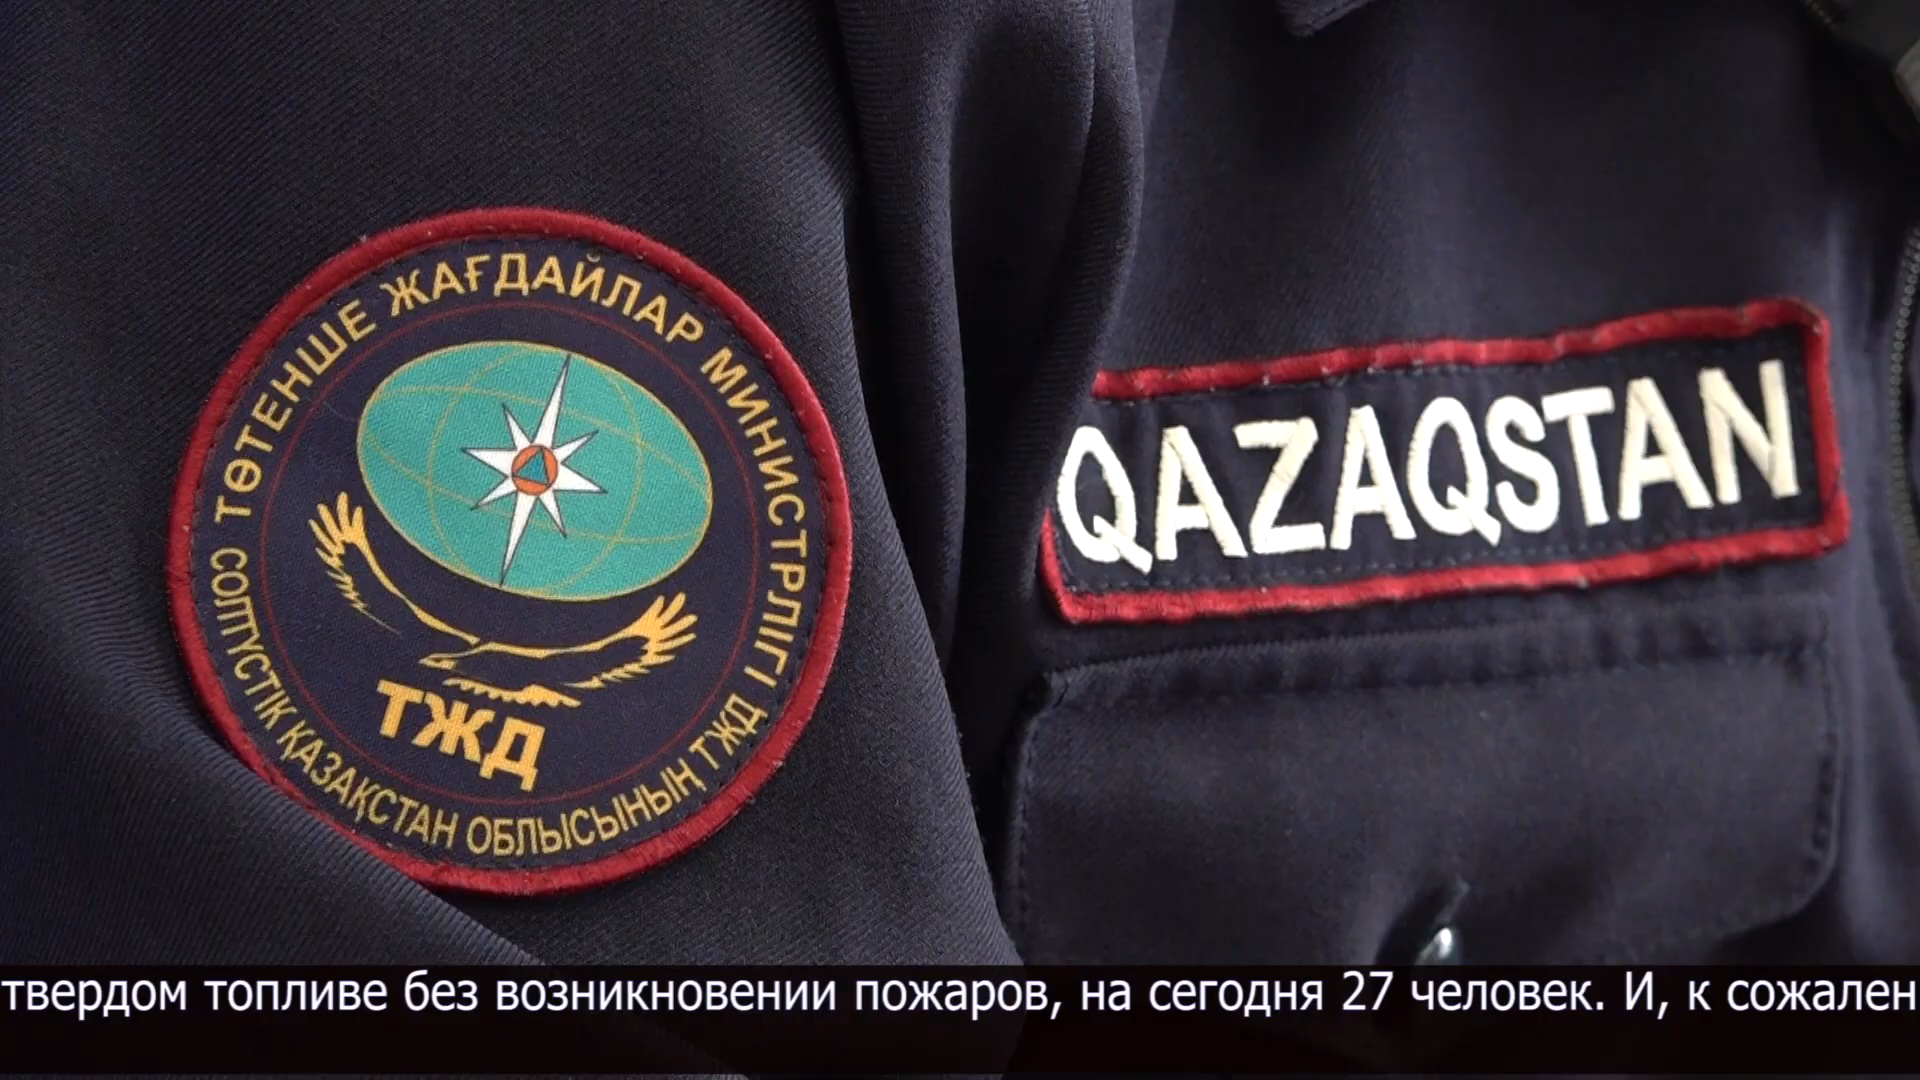 ТӨТЕНШЕ ЖАҒДАЙЛАР МИНИСТРЛІГІ
ТЖД
СОЛТҮСТІК ҚАЗАҚСТАН ОБЛЫСЫНЫҢ ТЖД
QAZAQSTAN
твердом топливе без возникновении пожаров, на сегодня 27 человек. И, к сожален